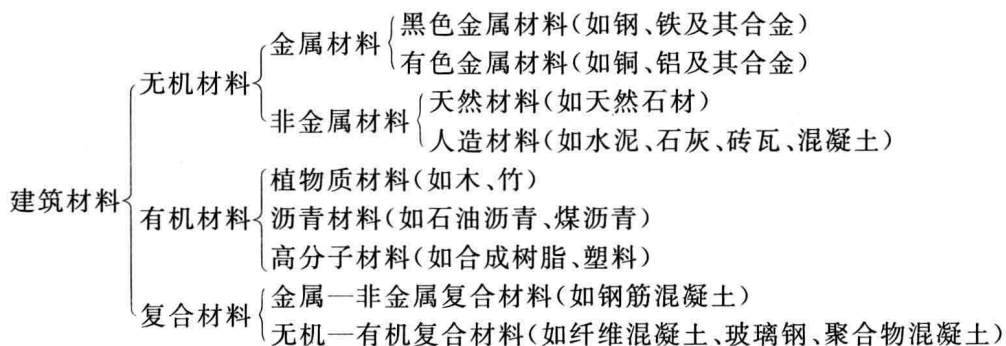 建筑材料
无机材料
金属材料
黑色金属材料(如钢、铁及其合金)
有色金属材料(如铜、铝及其合金)
非金属材料
天然材料(如天然石材)
人造材料(如水泥、石灰、砖瓦、混凝土)
有机材料
植物质材料(如木、竹)
沥青材料(如石油沥青、煤沥青)
高分子材料(如合成树脂、塑料)
复合材料
金属—非金属复合材料(如钢筋混凝土)
无机—有机复合材料(如纤维混凝土、玻璃钢、聚合物混凝土)